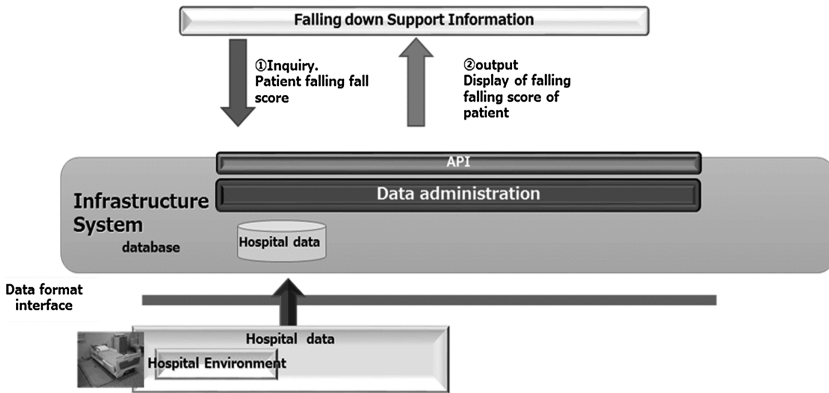 Falling down Support Information
①Inquiry.
Patient falling fall
score
②output
Display of falling
falling score of
patient
API
Data administration
Infrastructure
System
database
Hospital data
Data format
interface
Hospital data
Hospital Environment